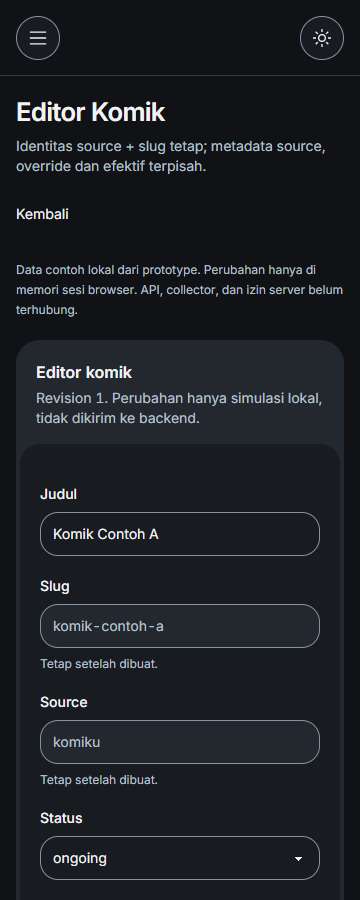 Editor Komik
Identitas source + slug tetap; metadata source,
override dan efektif terpisah.
Kembali
Data contoh lokal dari prototype. Perubahan hanya di
memori sesi browser. API, collector, dan izin server belum
terhubung.
Editor komik
Revision 1. Perubahan hanya simulasi lokal,
tidak dikirim ke backend.
Judul
Komik Contoh A
Slug
komik-contoh-a
Tetap setelah dibuat.
Source
komiku
Tetap setelah dibuat.
Status
ongoing